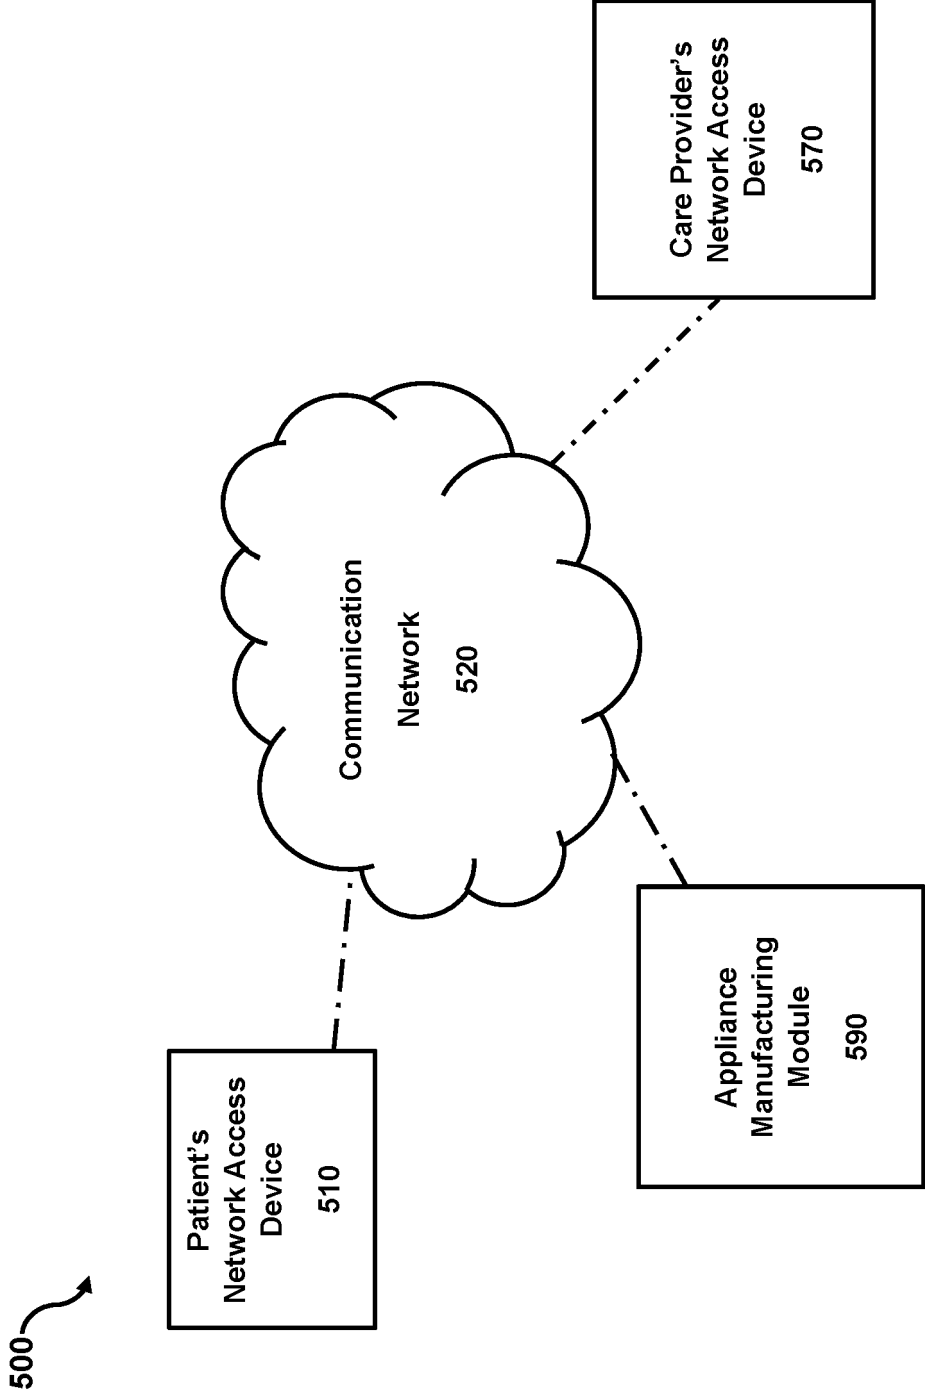 500
Patient's
Network Access
Device
510
Communication
Network
520
Care Provider's
Network Access
Device
570
Appliance
Manufacturing
Module
590